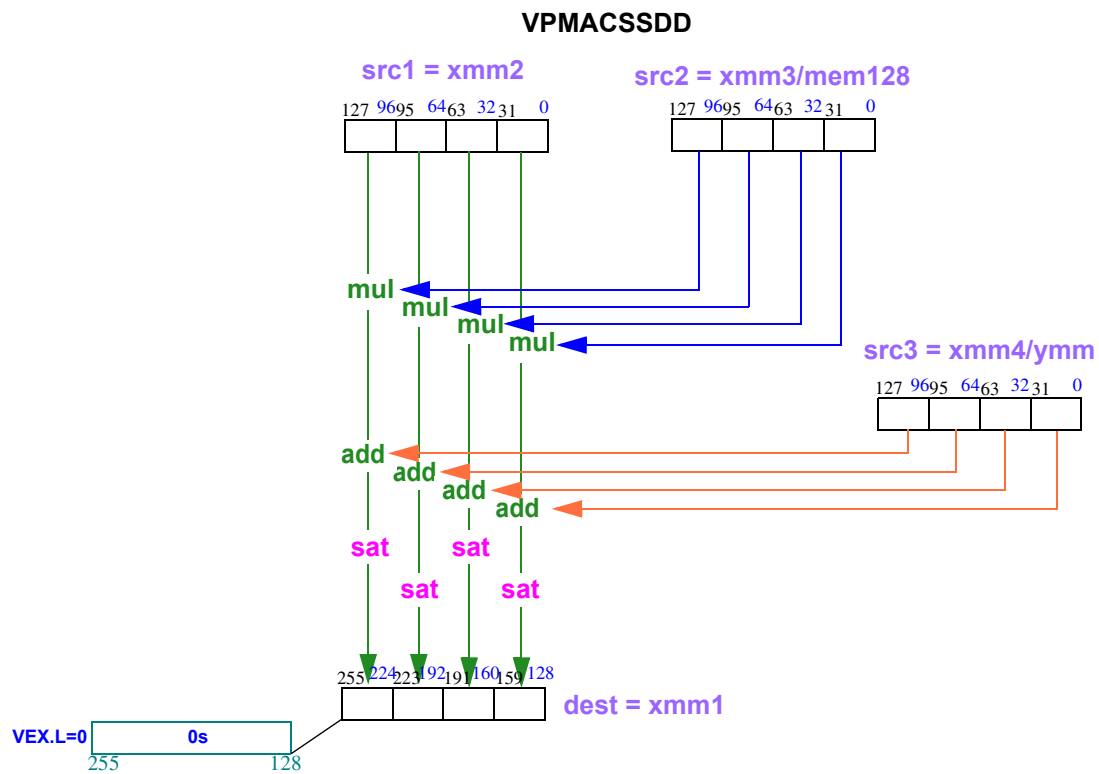 VPMACSSDD
src1 = xmm2
src2 = xmm3/mem128
127 96 95 64 63 32 31 0
127 96 95 64 63 32 31 0
mul
mul
mul
mul
src3 = xmm4/ymm
127 96 95 64 63 32 31 0
add
add
add
add
sat
sat
sat
sat
255 224 223 192 191 160 159 128
dest = xmm1
VEX.L=0
0s
255 128